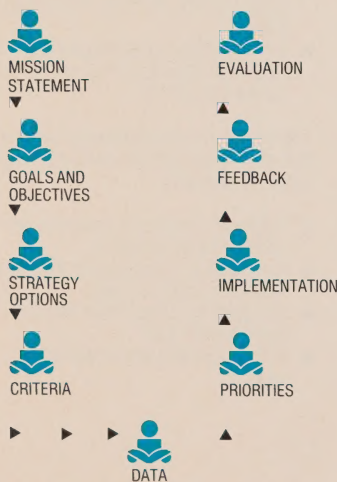 MISSION
STATEMENT
GOALS AND
OBJECTIVES
STRATEGY
OPTIONS
CRITERIA
DATA
PRIORITIES
IMPLEMENTATION
FEEDBACK
EVALUATION